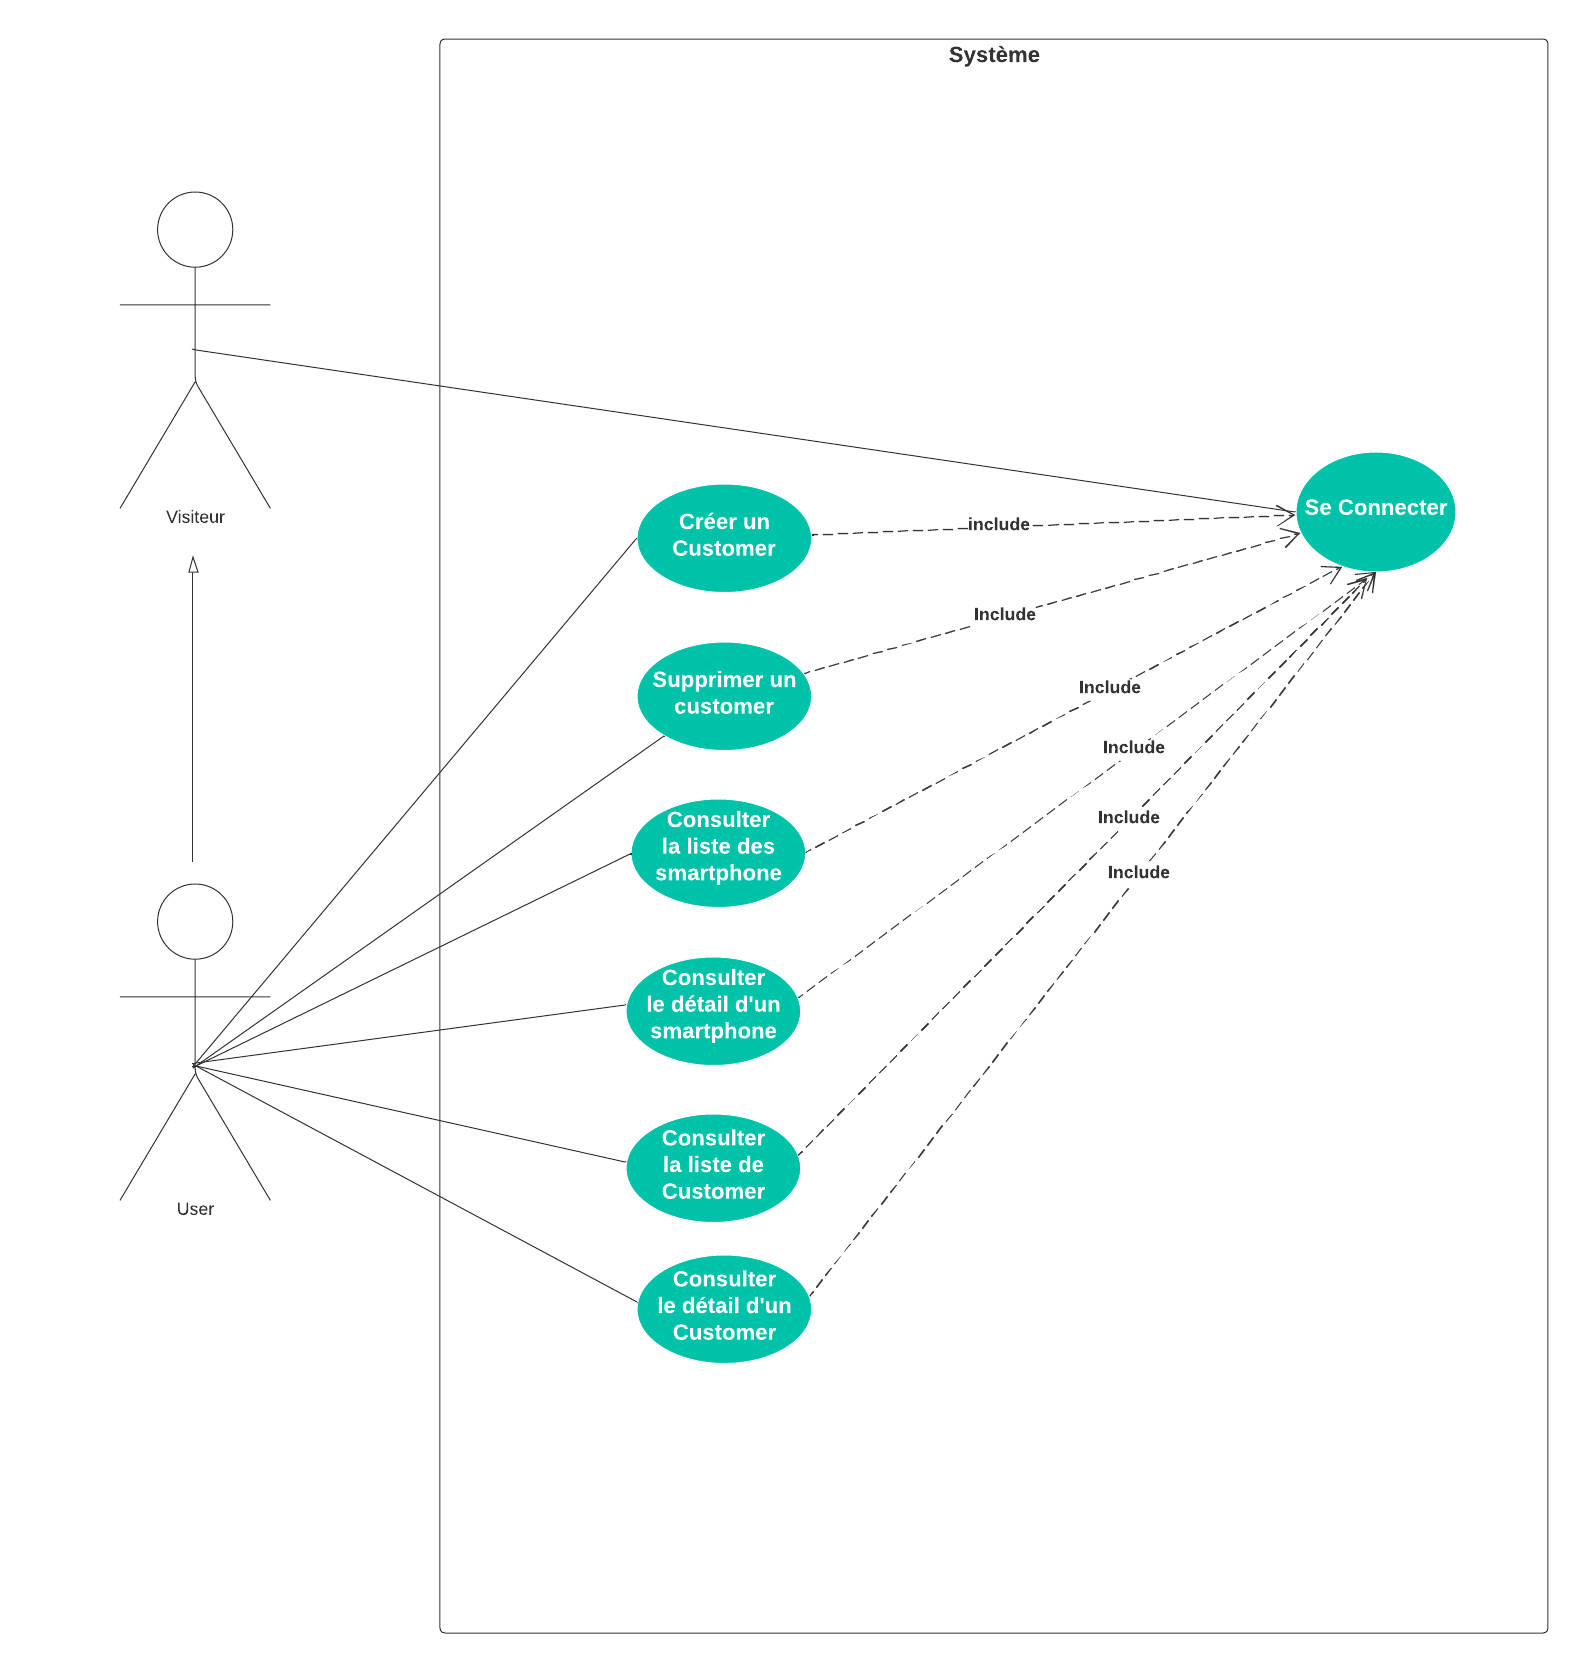 Système
Visiteur
Se Connecter
Créer un
Customer
include
Supprimer un
customer
Include
Consulter
la liste des
smartphone
Include
Consulter
le détail d'un
smartphone
Include
Consulter
la liste de
Customer
Include
Consulter
le détail d'un
Customer
Include
User